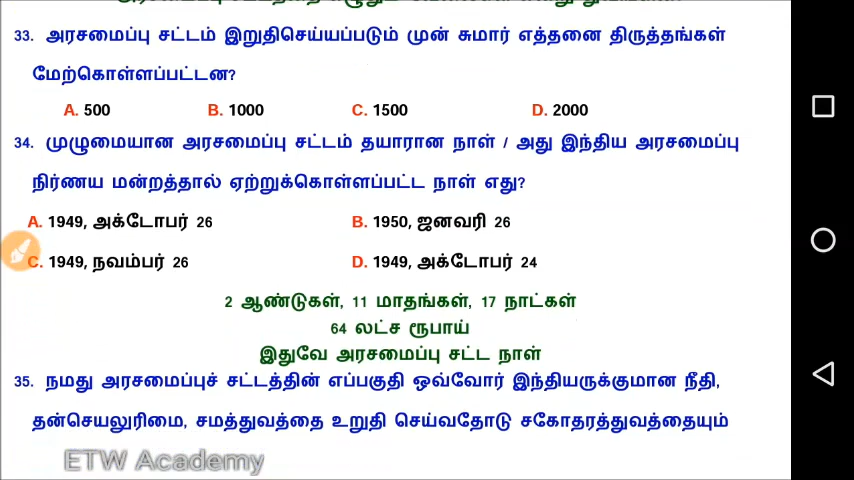 33. அரசமைப்பு சட்டம் இறுதிசெய்யப்படும் முன் சுமார் எத்தனை திருத்தங்கள்
மேற்கொள்ளப்பட்டன?
A. 500 B. 1000 C. 1500 D. 2000
34. முழுமையான அரசமைப்பு சட்டம் தயாரான நாள் / அது இந்திய அரசமைப்பு
நிர்ணய மன்றத்தால் ஏற்றுக்கொள்ளப்பட்ட நாள் எது?
A. 1949, அக்டோபர் 26 B. 1950, ஜனவரி 26
C. 1949, நவம்பர் 26 D. 1949, அக்டோபர் 24
2 ஆண்டுகள், 11 மாதங்கள், 17 நாட்கள்
64 லட்ச ரூபாய்
இதுவே அரசமைப்பு சட்ட நாள்
35. நமது அரசமைப்புச் சட்டத்தின் எப்பகுதி ஒவ்வோர் இந்தியருக்குமான நீதி,
தன்செயலுரிமை, சமத்துவத்தை உறுதி செய்வதோடு சகோதரத்துவத்தையும்
ETW Academy